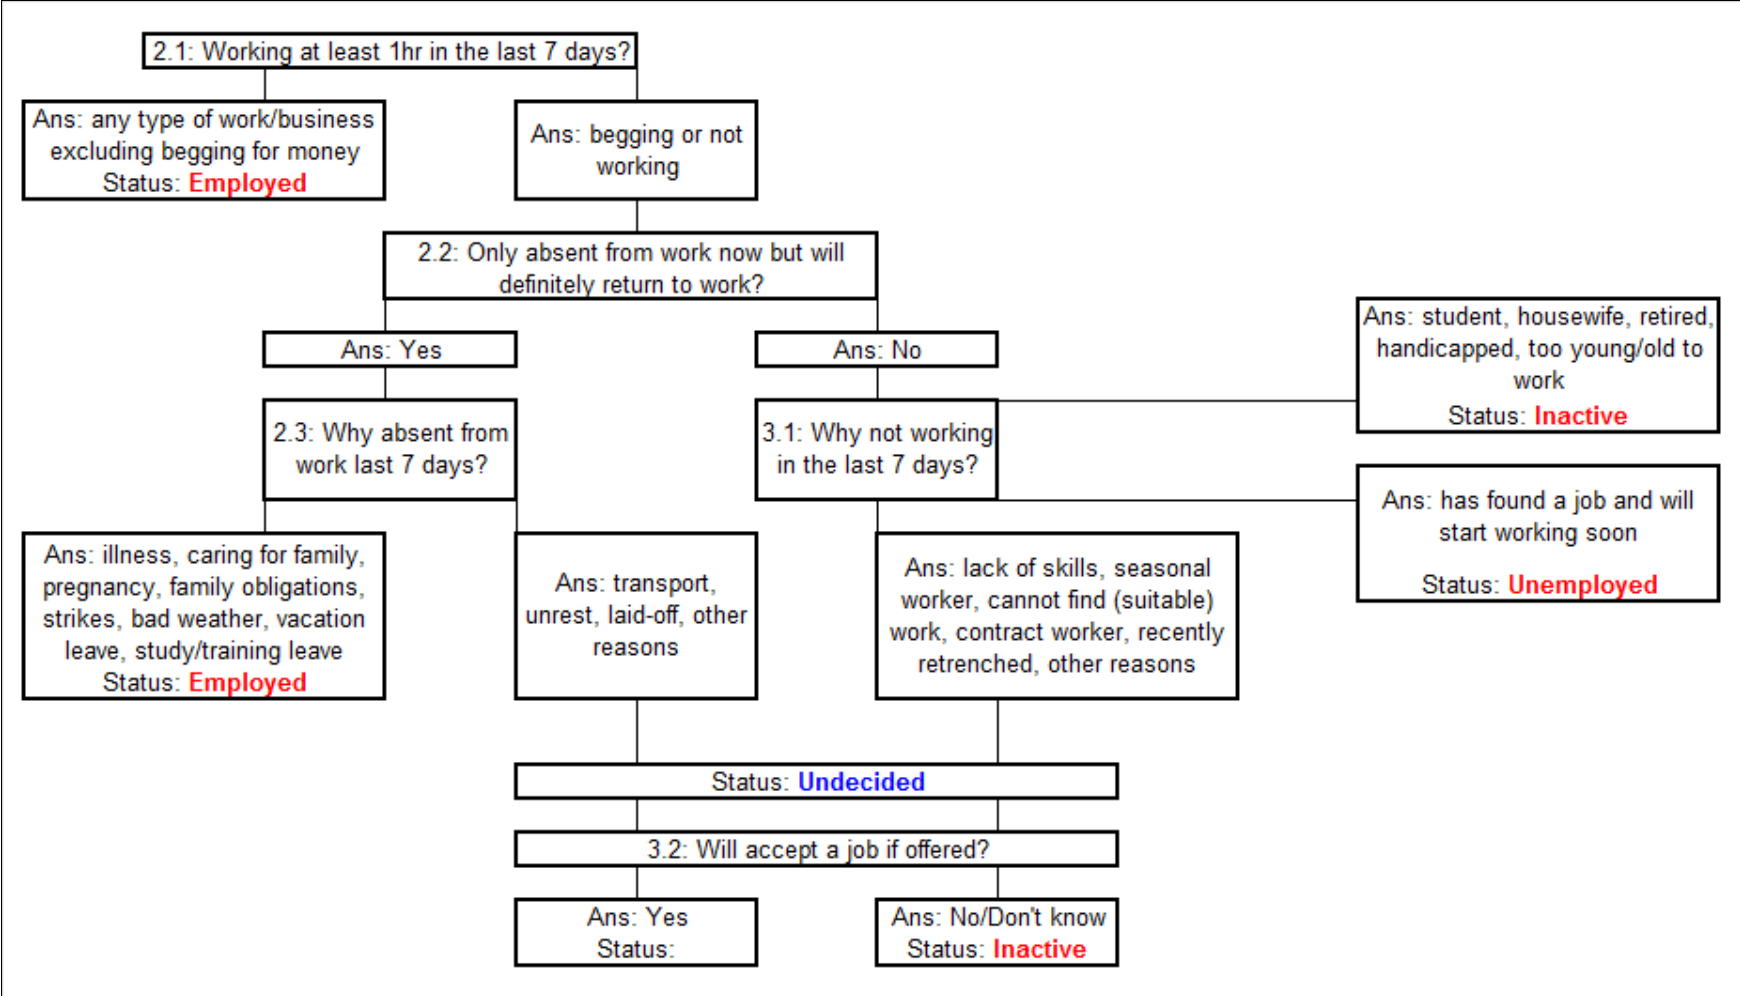 2.1: Working at least 1hr in the last 7 days?
Ans: any type of work/business
excluding begging for money
Status: Employed
Ans: begging or not
working
2.2: Only absent from work now but will
definitely return to work?
Ans: Yes
Ans: No
Ans: student, housewife, retired,
handicapped, too young/old to
work
Status: Inactive
2.3: Why absent from
work last 7 days?
3.1: Why not working
in the last 7 days?
Ans: has found a job and will
start working soon
Status: Unemployed
Ans: illness, caring for family,
pregnancy, family obligations,
strikes, bad weather, vacation
leave, study/training leave
Status: Employed
Ans: transport,
unrest, laid-off, other
reasons
Ans: lack of skills, seasonal
worker, cannot find (suitable)
work, contract worker, recently
retrenched, other reasons
Status: Undecided
3.2: Will accept a job if offered?
Ans: Yes
Status:
Ans: No/Don't know
Status: Inactive